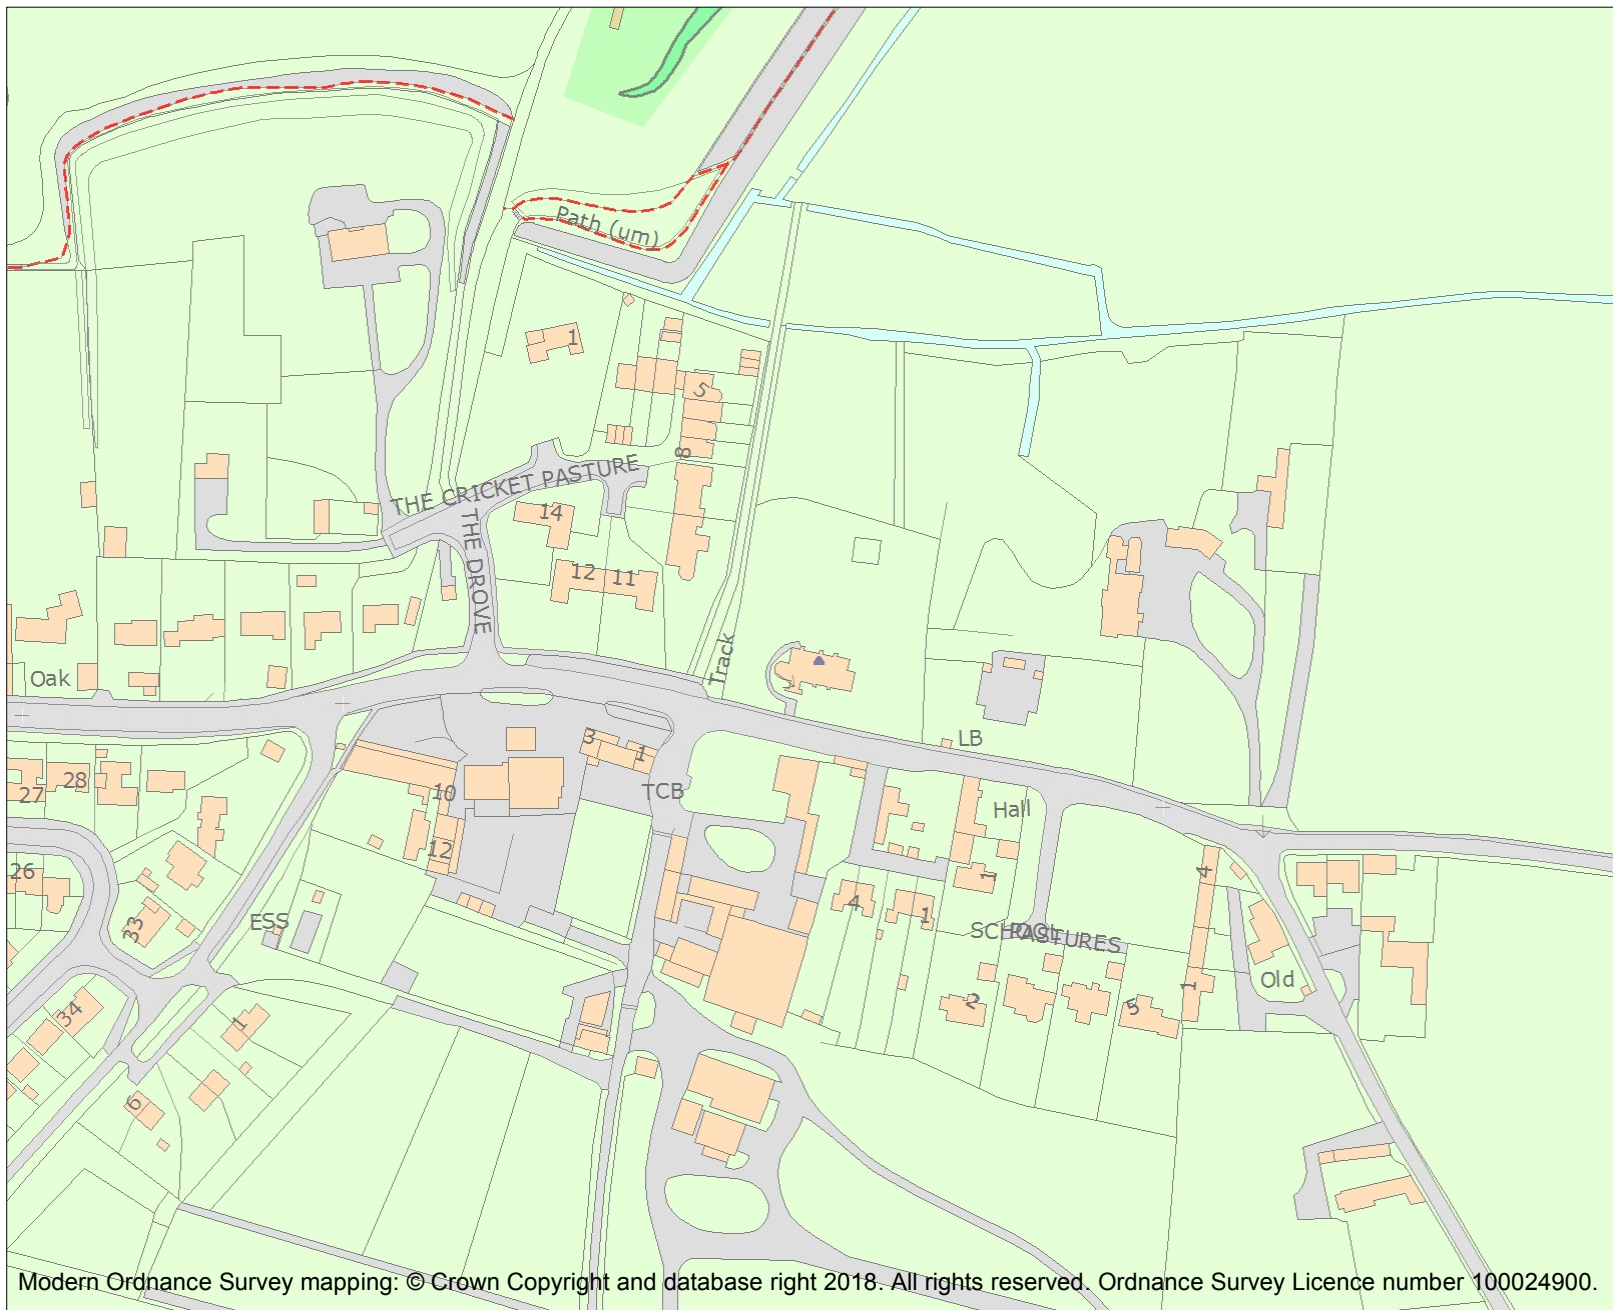 Path (um)
1
5
8
THE CRICKET PASTURE
14
THE DROVE
12
11
Oak
Track
LB
3
1
28
27
10
TCB
Hall
12
26
4
1
4
1
33
ESS
SCHOOL
PASTURES
Old
2
5
1
34
1
6
Modern Ordnance Survey mapping: © Crown Copyright and database right 2018. All rights reserved. Ordnance Survey Licence number 100024900.